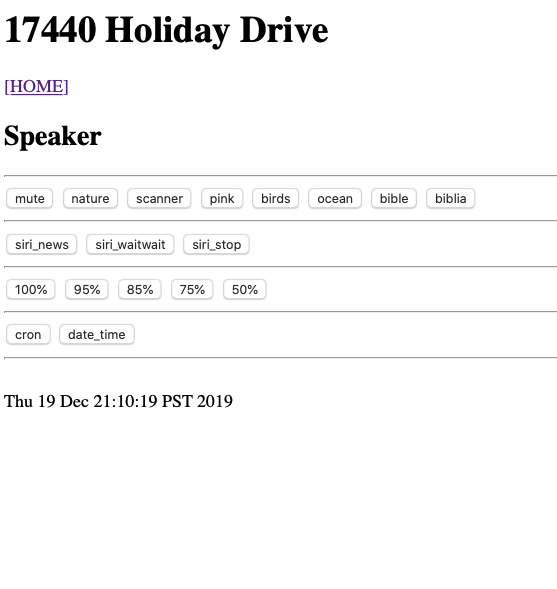 17440 Holiday Drive
[HOME]
Speaker
mute nature scanner pink birds ocean bible biblia
siri_news siri_waitwait siri_stop
100% 95% 85% 75% 50%
cron date_time
Thu 19 Dec 21:10:19 PST 2019